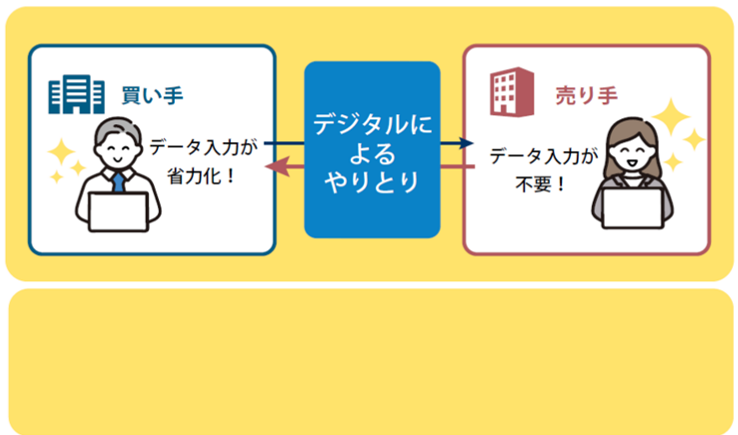 買い手
データ入力が
省力化！
デジタルに
よる
やりとり
売り手
データ入力が
不要！